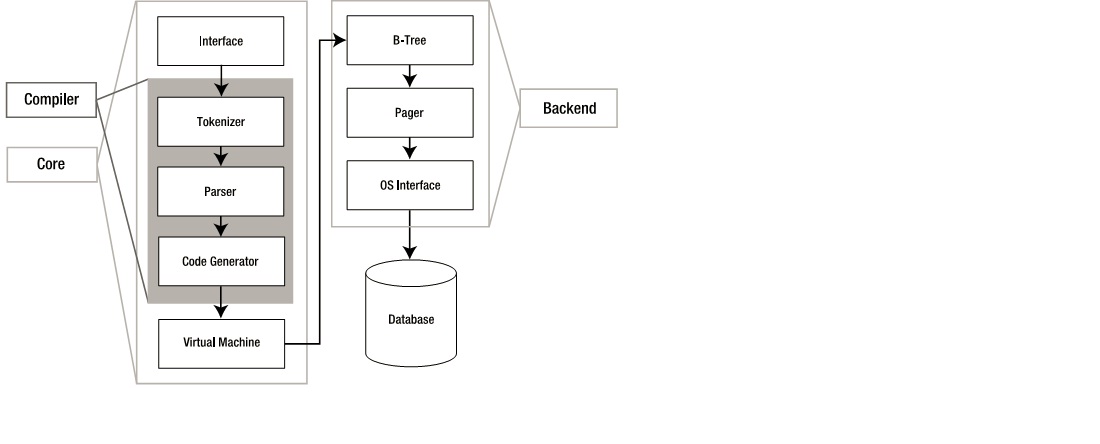 Compiler
Core
Interface
Tokenizer
Parser
Code Generator
Virtual Machine
B-Tree
Pager
OS Interface
Database
Backend